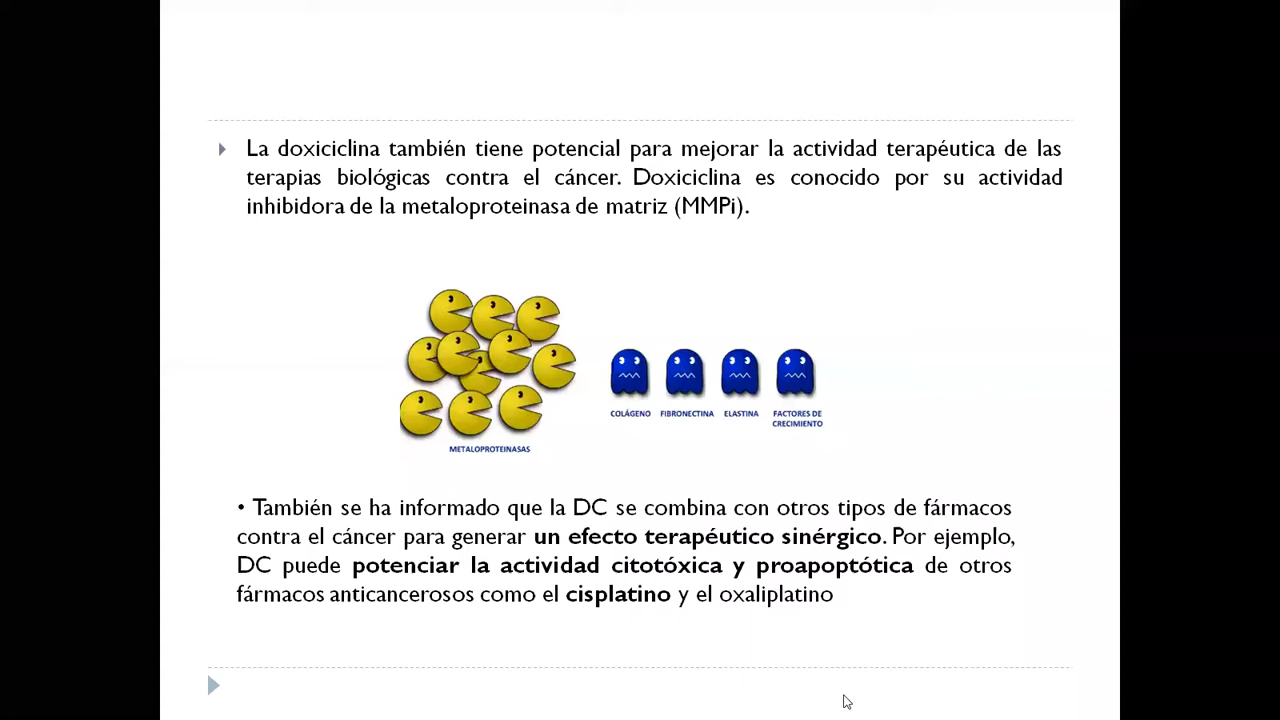 La doxiciclina también tiene potencial para mejorar la actividad terapéutica de las
terapias biológicas contra el cáncer. Doxiciclina es conocido por su actividad
inhibidora de la metaloproteinasa de matriz (MMPi).
METALOPROTEINASAS
COLÁGENO
FIBRONECTINA
ELASTINA
FACTORES DE
CRECIMIENTO
• También se ha informado que la DC se combina con otros tipos de fármacos
contra el cáncer para generar un efecto terapéutico sinérgico. Por ejemplo,
DC puede potenciar la actividad citotóxica y proapoptótica de otros
fármacos anticancerosos como el cisplatino y el oxaliplatino